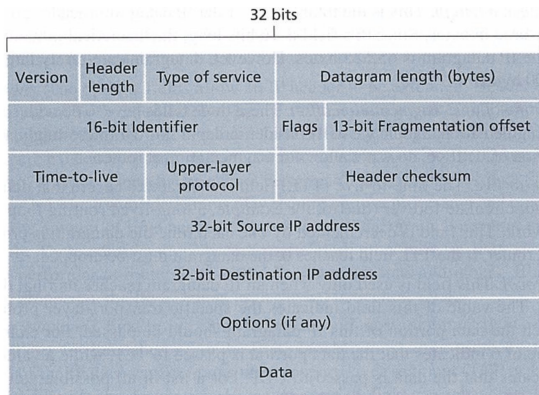 32 bits
Version
Header
length
Type of service
Datagram length (bytes)
16-bit Identifier
Flags
13-bit Fragmentation offset
Time-to-live
Upper-layer
protocol
Header checksum
32-bit Source IP address
32-bit Destination IP address
Options (if any)
Data